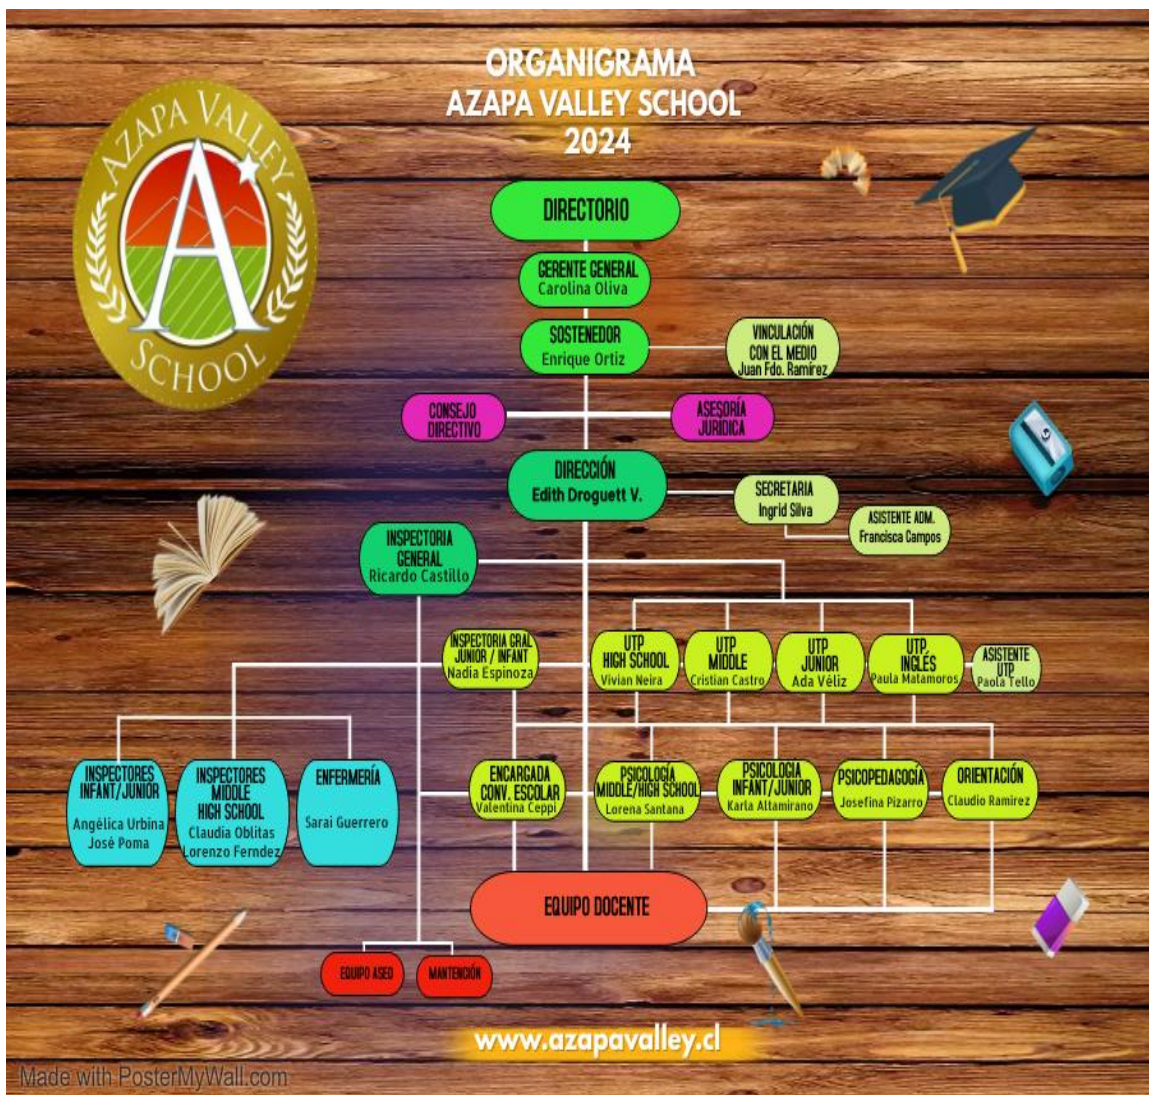 ORGANIGRAMA
AZAPA VALLEY SCHOOL
2024
AZAPA VALLEY
A
SCHOOL
DIRECTORIO
GERENTE GENERAL
Carolina Oliva
SOSTENEDOR
Enrique Ortiz
VINCULACIÓN
CON EL MEDIO
Juan Fdo. Ramírez
CONSEJO
DIRECTIVO
ASESORÍA
JURÍDICA
DIRECCIÓN
Edith Droguett V.
SECRETARIA
Ingrid Silva
ASISTENTE ADM.
Francisca Campos
INSPECTORIA
GENERAL
Ricardo Castillo
INSPECTORIA GRAL
JUNIOR / INFANT
Nadia Espinoza
UTP
HIGH SCHOOL
Vivian Neira
UTP
MIDDLE
Cristian Castro
UTP
JUNIOR
Ada Véliz
UTP
INGLÉS
Paula Matamoros
ASISTENTE
UTP
Paola Tello
INSPECTORES
INFANT/JUNIOR
Angélica Urbina
José Poma
INSPECTORES
MIDDLE
HIGH SCHOOL
Claudia Oblitas
Lorenzo Ferndez
ENFERMERÍA
Sarai Guerrero
ENCARGADA
CONV. ESCOLAR
Valentina Ceppi
PSICOLOGÍA
MIDDLE/HIGH SCHOOL
Lorena Santana
PSICOLOGIA
INFANT/JUNIOR
Karla Altamirano
PSICOPEDAGOGÍA
Josefina Pizarro
ORIENTACIÓN
Claudio Ramirez
EQUIPO DOCENTE
EQUIPO ASEO
MANTENCIÓN
www.azapavalley.cl
Made with PosterMyWall.com